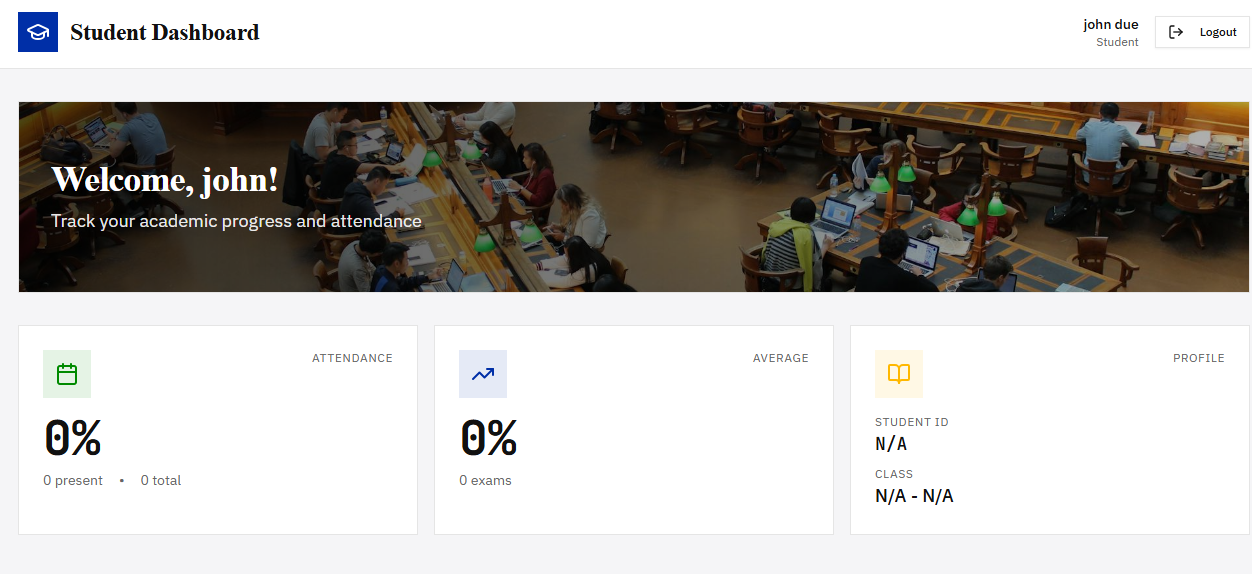 Student Dashboard
john due
Student
Logout
Welcome, john!
Track your academic progress and attendance
ATTENDANCE
0%
0 present • 0 total
AVERAGE
0%
0 exams
PROFILE
STUDENT ID
N/A
CLASS
N/A - N/A